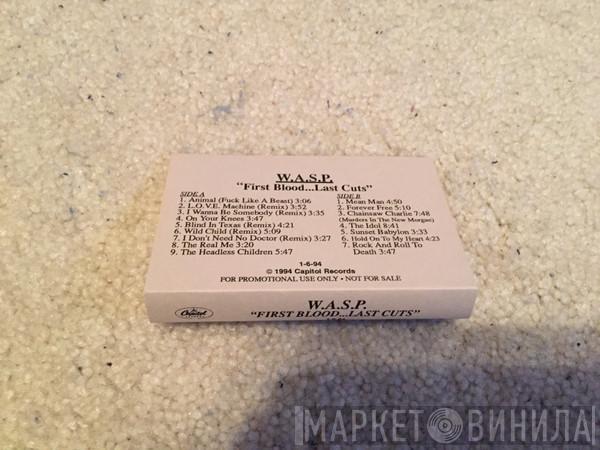 W.A.S.P.
"First Blood...Last Cuts"
SIDE A
1. Animal (Fuck Like A Beast) 3:06
2. L.O.V.E. Machine (Remix) 3:52
3. I Wanna Be Somebody (Remix) 3:35
4. On Your Knees 3:47
5. Blind In Texas (Remix) 4:21
6. Wild Child (Remix) 5:09
7. I Don't Need No Doctor (Remix) 3:27
8. The Real Me 3:20
9. The Headless Children 5:47
SIDE B
1. Mean Man 4:50
2. Forever Free 5:10
3. Chainsaw Charlie 7:48
(Murders In The New Morgue)
4. The Idol 8:41
5. Sunset Babylon 3:33
6. Hold On To My Heart 4:23
7. Rock And Roll To
Death 3:47
1-6-94
© 1994 Capitol Records
FOR PROMOTIONAL USE ONLY • NOT FOR SALE
Capitol
W.A.S.P.
"FIRST BLOOD...LAST CUTS"
МАРКЕТ ВИНИЛА